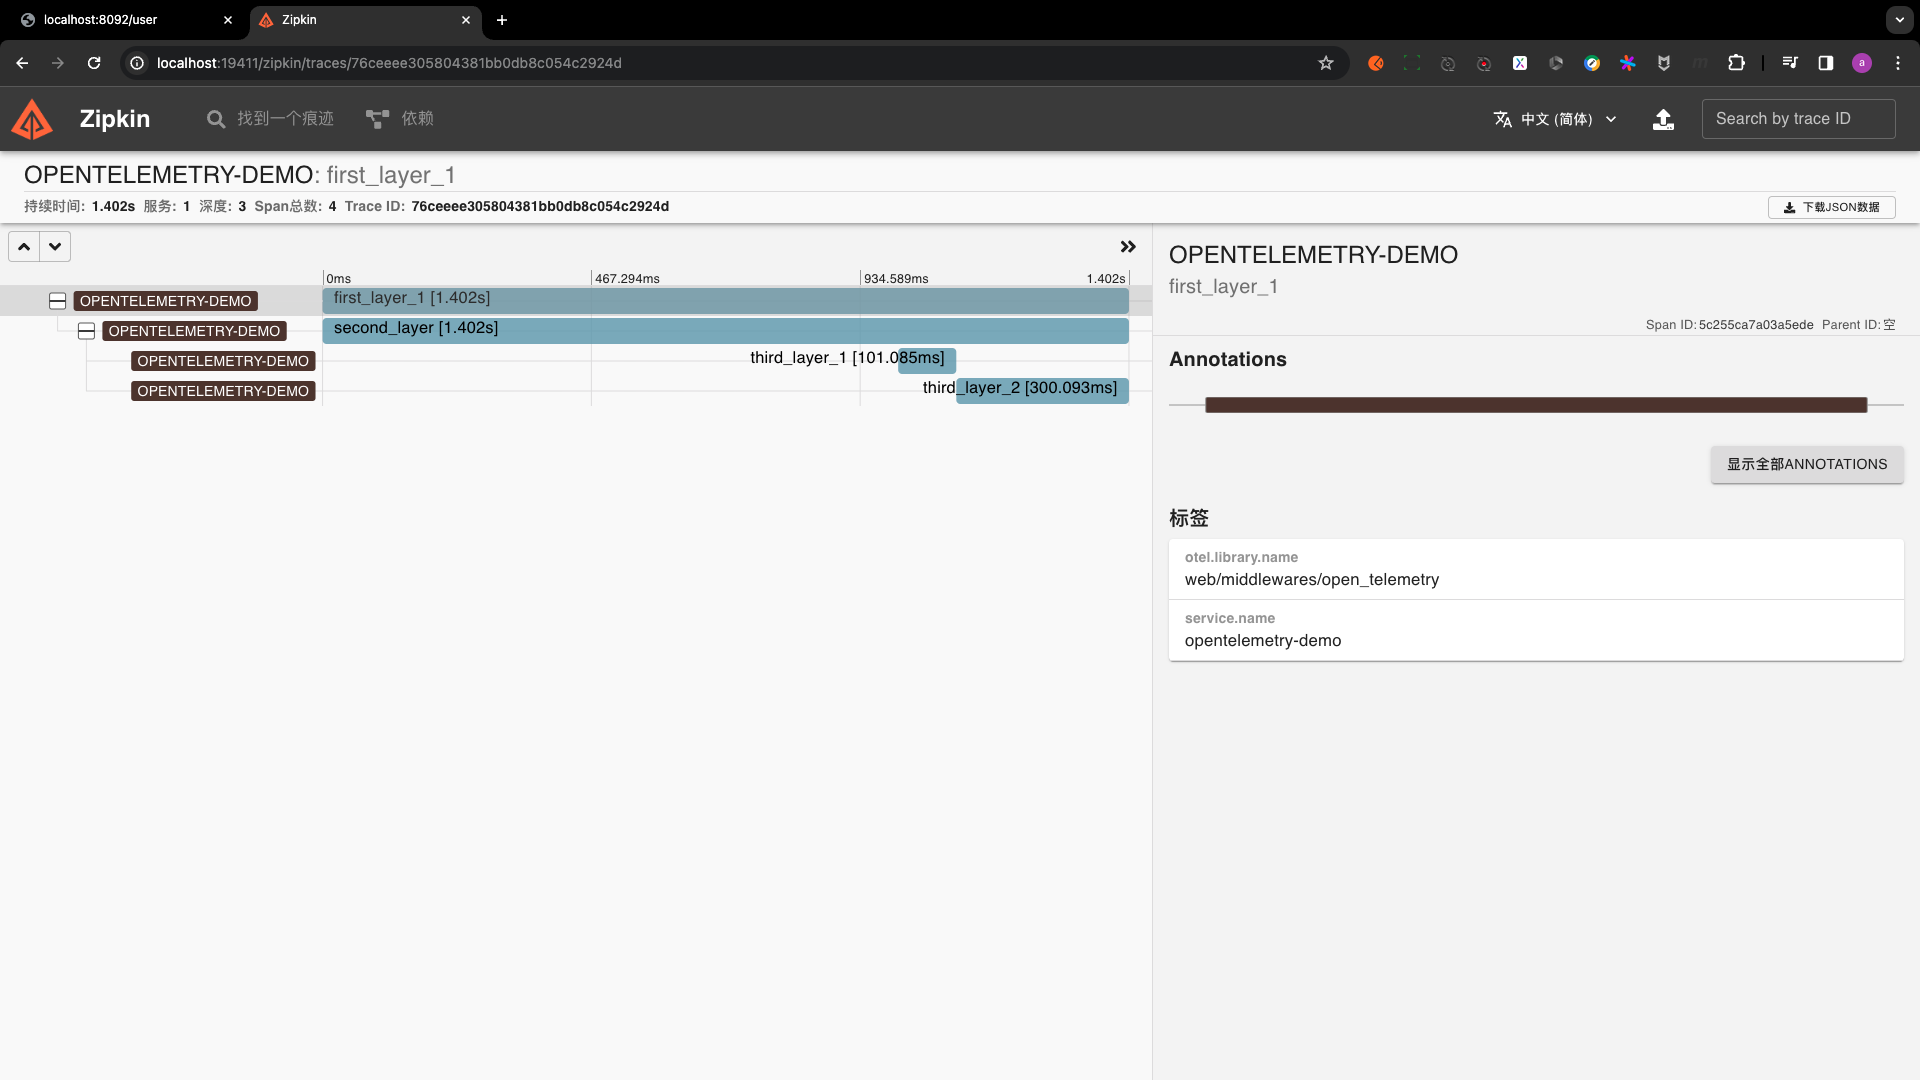 localhost:8092/user
Zipkin
localhost:19411/zipkin/traces/76ceeee305804381bb0db8c054c2924d
a
Zipkin
找到一个痕迹
依赖
中文 (简体)
Search by trace ID
OPENTELEMETRY-DEMO: first_layer_1
持续时间: 1.402s 服务: 1 深度: 3 Span总数: 4 Trace ID: 76ceeee305804381bb0db8c054c2924d
下载JSON数据
0ms 467.294ms 934.589ms 1.402s
OPENTELEMETRY-DEMO first_layer_1 [1.402s]
OPENTELEMETRY-DEMO second_layer [1.402s]
OPENTELEMETRY-DEMO third_layer_1 [101.085ms]
OPENTELEMETRY-DEMO third_layer_2 [300.093ms]
OPENTELEMETRY-DEMO
first_layer_1
Span ID: 5c255ca7a03a5ede Parent ID: 空
Annotations
显示全部ANNOTATIONS
标签
otel.library.name
web/middlewares/open_telemetry
service.name
opentelemetry-demo